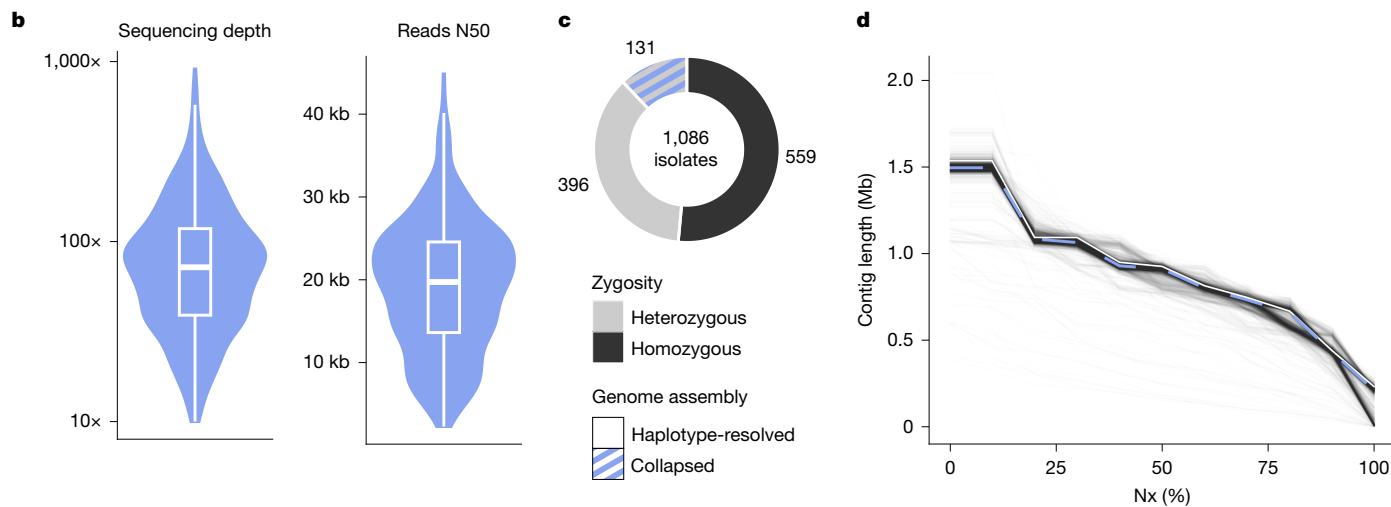 b
Sequencing depth
1,000×
100×
10×
Reads N50
40 kb
30 kb
20 kb
10 kb
c
131
1,086
isolates
559
396
Zygosity
Heterozygous
Homozygous
Genome assembly
Haplotype-resolved
Collapsed
d
Contig length (Mb)
2.0
1.5
1.0
0.5
0
0
25
50
75
100
Nx (%)